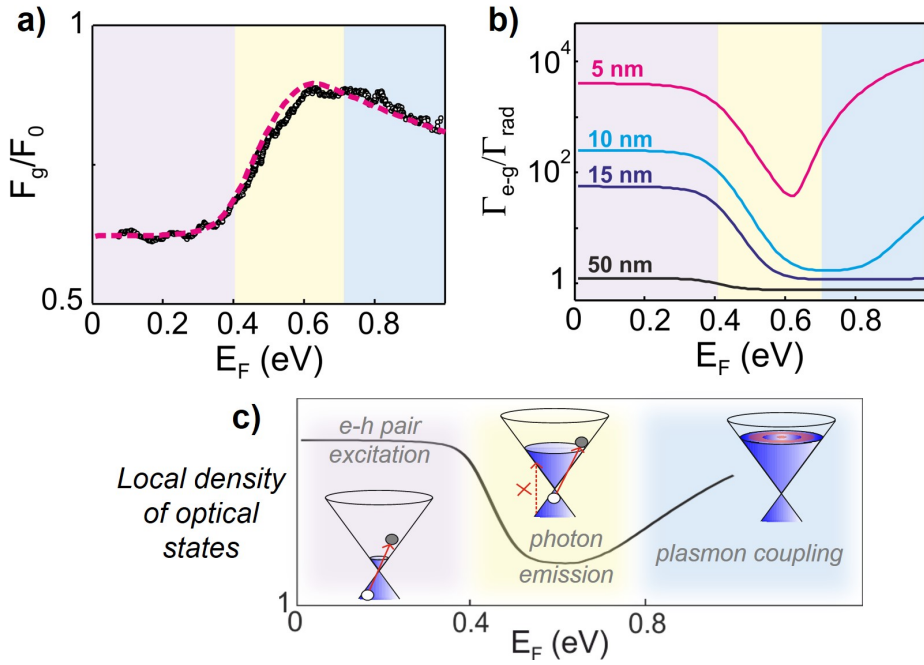 a)
1
F_g/F_0
0.5
0 0.2 0.4 0.6 0.8
E_F (eV)
b)
Γ_e-g/Γ_rad
10^4
10^2
1
5 nm
10 nm
15 nm
50 nm
0 0.2 0.4 0.6 0.8
E_F (eV)
c)
Local density
of optical
states
e-h pair
excitation
photon
emission
plasmon coupling
1
0.4 0.8
E_F (eV)